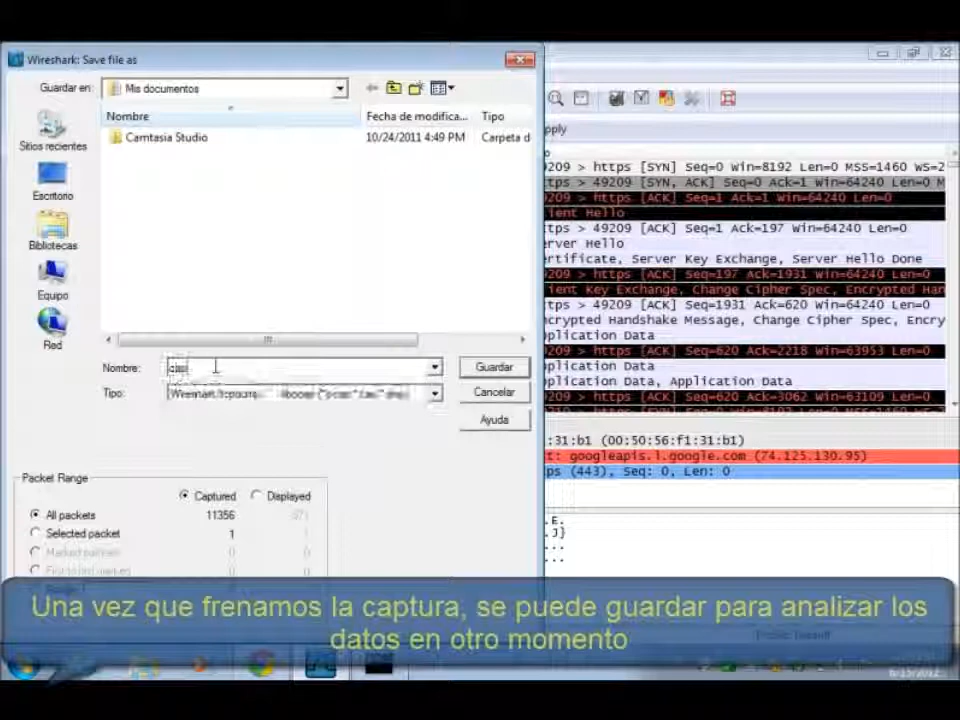 Wireshark: Save file as
Guardar en:
Mis documentos
Nombre
Fecha de modifica...
Tipo
Camtasia Studio
10/24/2011 4:49 PM
Carpeta d
Sitios recientes
Escritorio
Bibliotecas
Equipo
Red
Nombre:
Guardar
Tipo:
Cancelar
Ayuda
Packet Range
Captured
Displayed
All packets
11356
Selected packet
1
pply
9209 > https [SYN] Seq=0 Win=8192 Len=0 MSS=1460 WS=2
tps > 49209 [SYN, ACK] Seq=0 Ack=1 Win=64240 Len=0 M
9209 > https [ACK] Seq=1 Ack=1 Win=64240 Len=0
ient Hello
tps > 49209 [ACK] Seq=1 Ack=197 Win=64240 Len=0
erver Hello
ertificate, Server Key Exchange, Server Hello Done
9209 > https [ACK] Seq=197 Ack=1931 Win=64240 Len=0
ient Key Exchange, Change Cipher Spec, Encrypted Han
tps > 49209 [ACK] Seq=1931 Ack=620 Win=64240 Len=0
crypted Handshake Message, Change Cipher Spec, Encry
plication Data
9209 > https [ACK] Seq=620 Ack=2218 Win=63953 Len=0
plication Data
plication Data, Application Data
9209 > https [ACK] Seq=620 Ack=3062 Win=63109 Len=0
:31:b1 (00:50:56:f1:31:b1)
t: googleapis.l.google.com (74.125.130.95)
ps (443), Seq: 0, Len: 0
.E.
.J}
...
...
Una vez que frenamos la captura, se puede guardar para analizar los
datos en otro momento